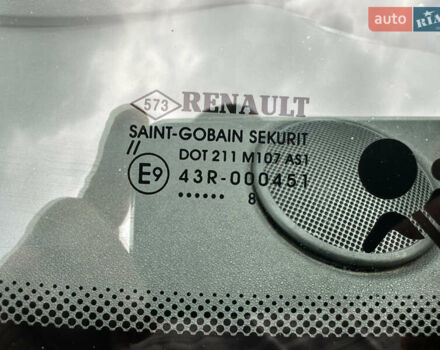 auto RIA
573 RENAULT
SAINT-GOBAIN SEKURIT
//
DOT 211 M107 AS1
E9 43R-000451
...... 8